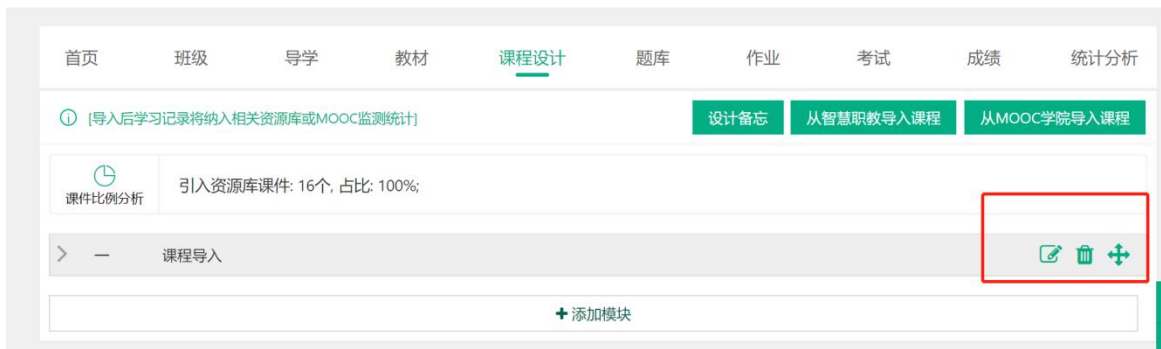 首页 班级 导学 教材 课程设计 题库 作业 考试 成绩 统计分析
[导入后学习记录将纳入相关资源库或MOOC监测统计] 设计备忘 从智慧职教导入课程 从MOOC学院导入课程
课件比例分析 引入资源库课件: 16个, 占比: 100%;
一 课程导入
+添加模块